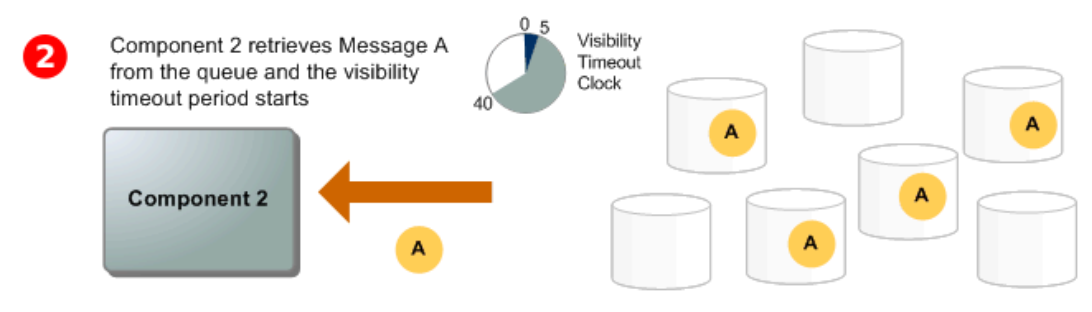 2
Component 2 retrieves Message A
from the queue and the visibility
timeout period starts
0 5
40
Visibility
Timeout
Clock
Component 2
A
A
A
A
A